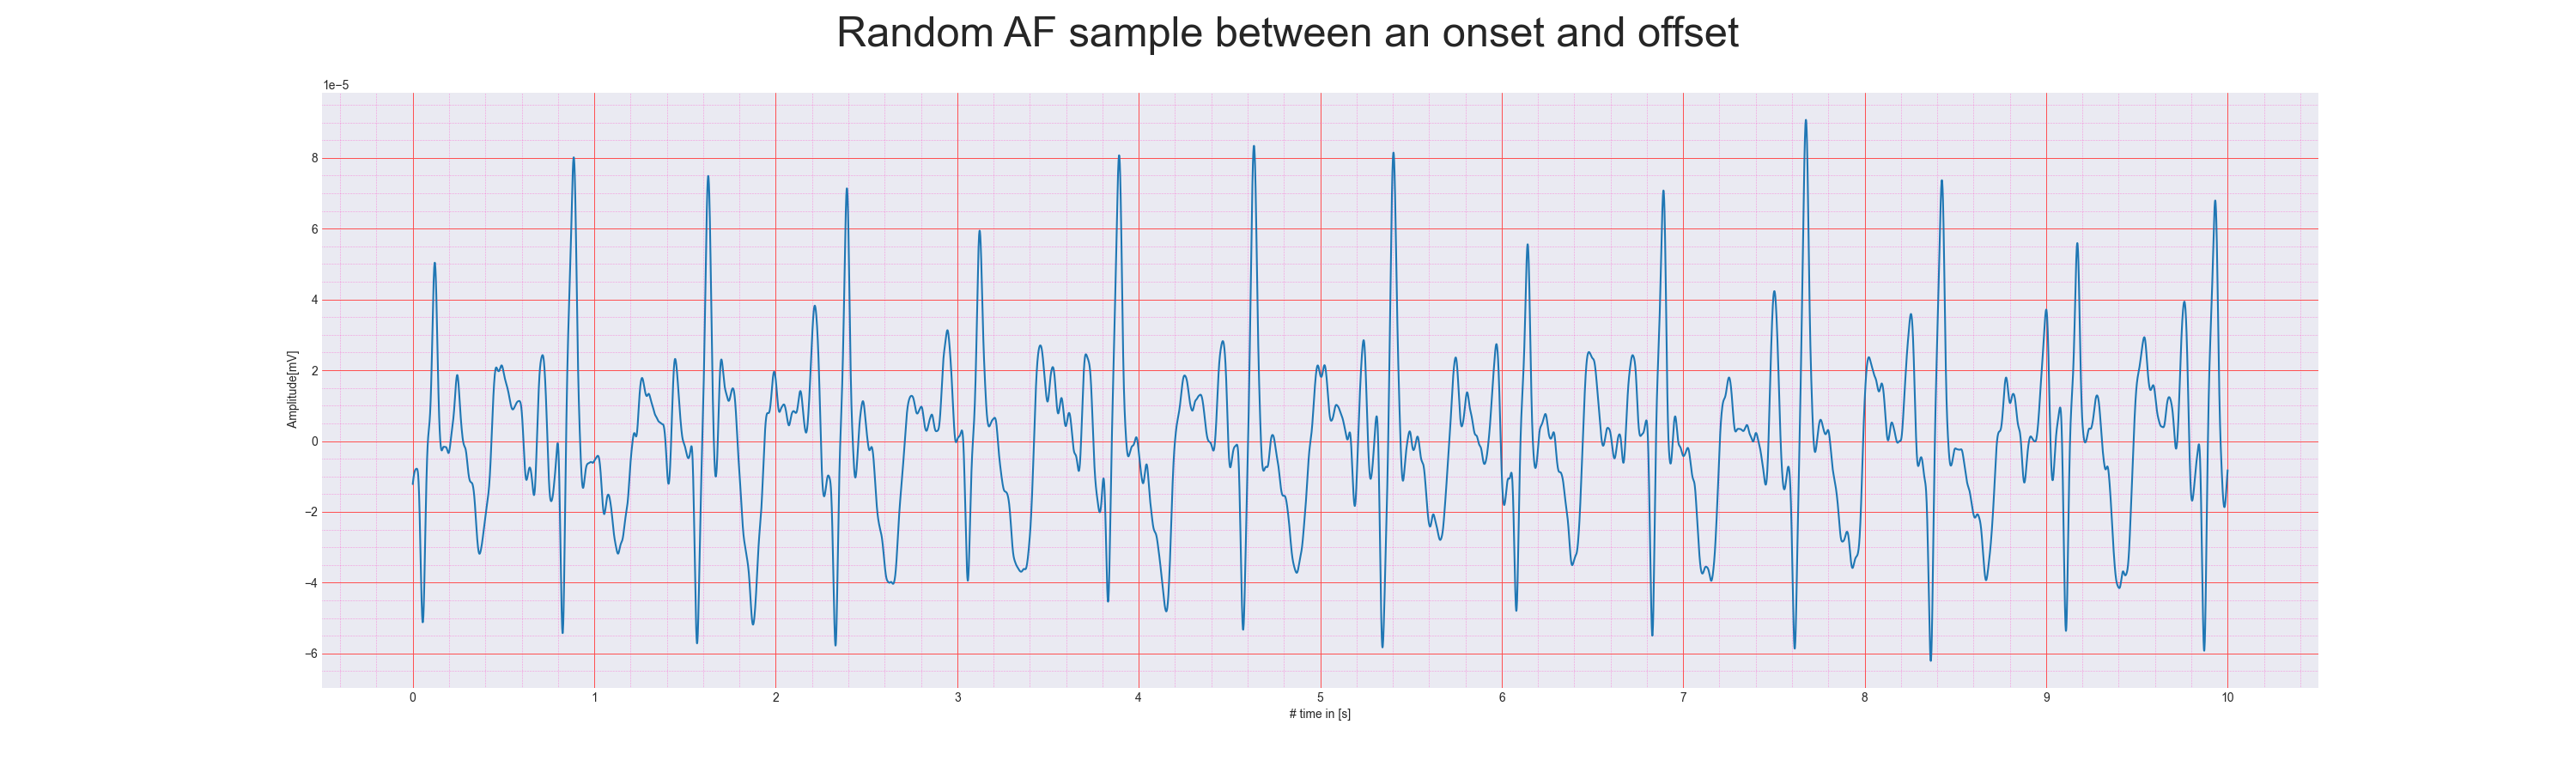 Random AF sample between an onset and offset
1e−5
8
6
4
2
0
−2
−4
−6
Amplitude[mV]
0 1 2 3 4 5 6 7 8 9 10
# time in [s]